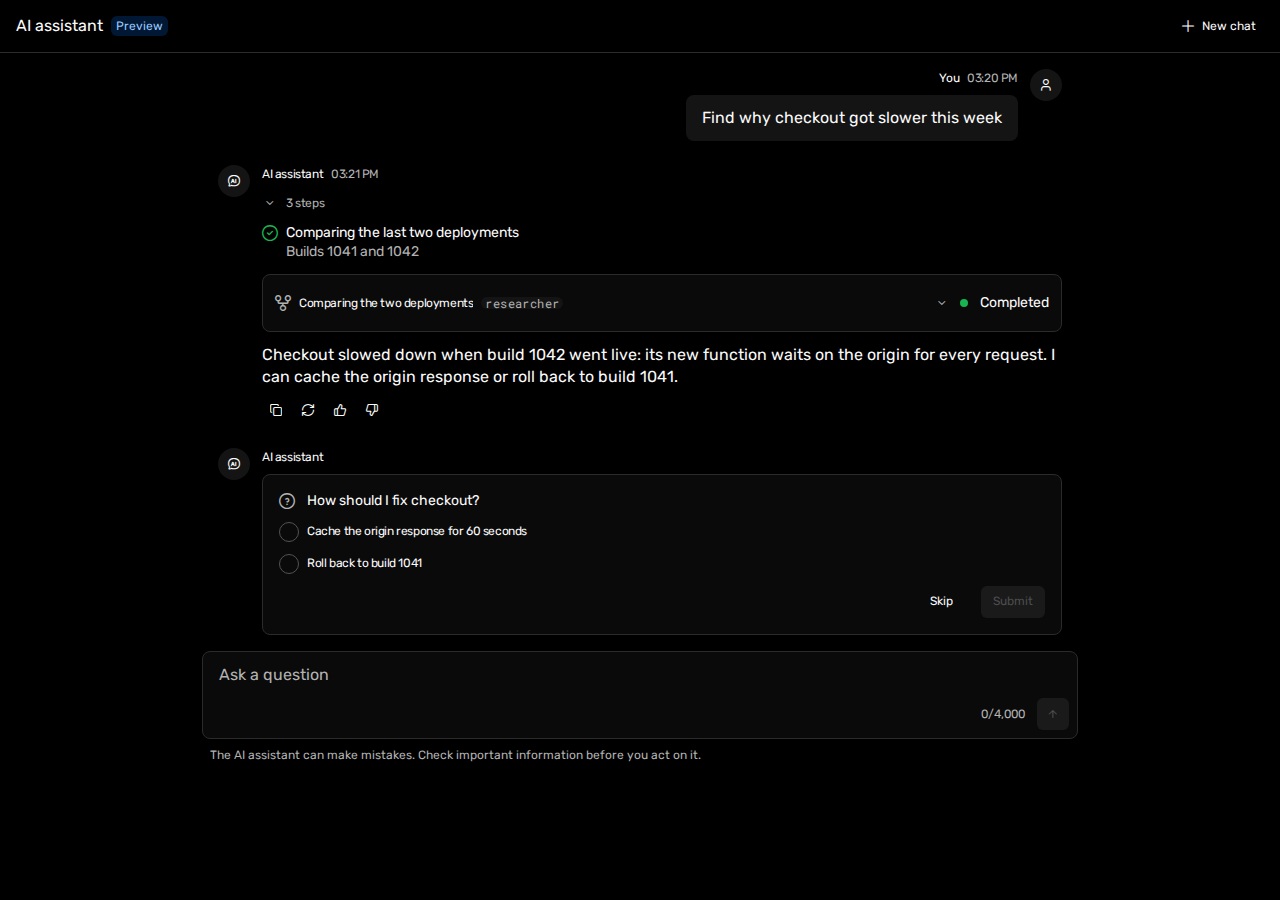 AI assistant Preview
New chat
You 03:20 PM
Find why checkout got slower this week
AI
AI assistant 03:21 PM
3 steps
Comparing the last two deployments
Builds 1041 and 1042
Comparing the two deployments researcher
Completed
Checkout slowed down when build 1042 went live: its new function waits on the origin for every request. I
can cache the origin response or roll back to build 1041.
AI
AI assistant
? How should I fix checkout?
Cache the origin response for 60 seconds
Roll back to build 1041
Skip
Submit
Ask a question
0/4,000
The AI assistant can make mistakes. Check important information before you act on it.